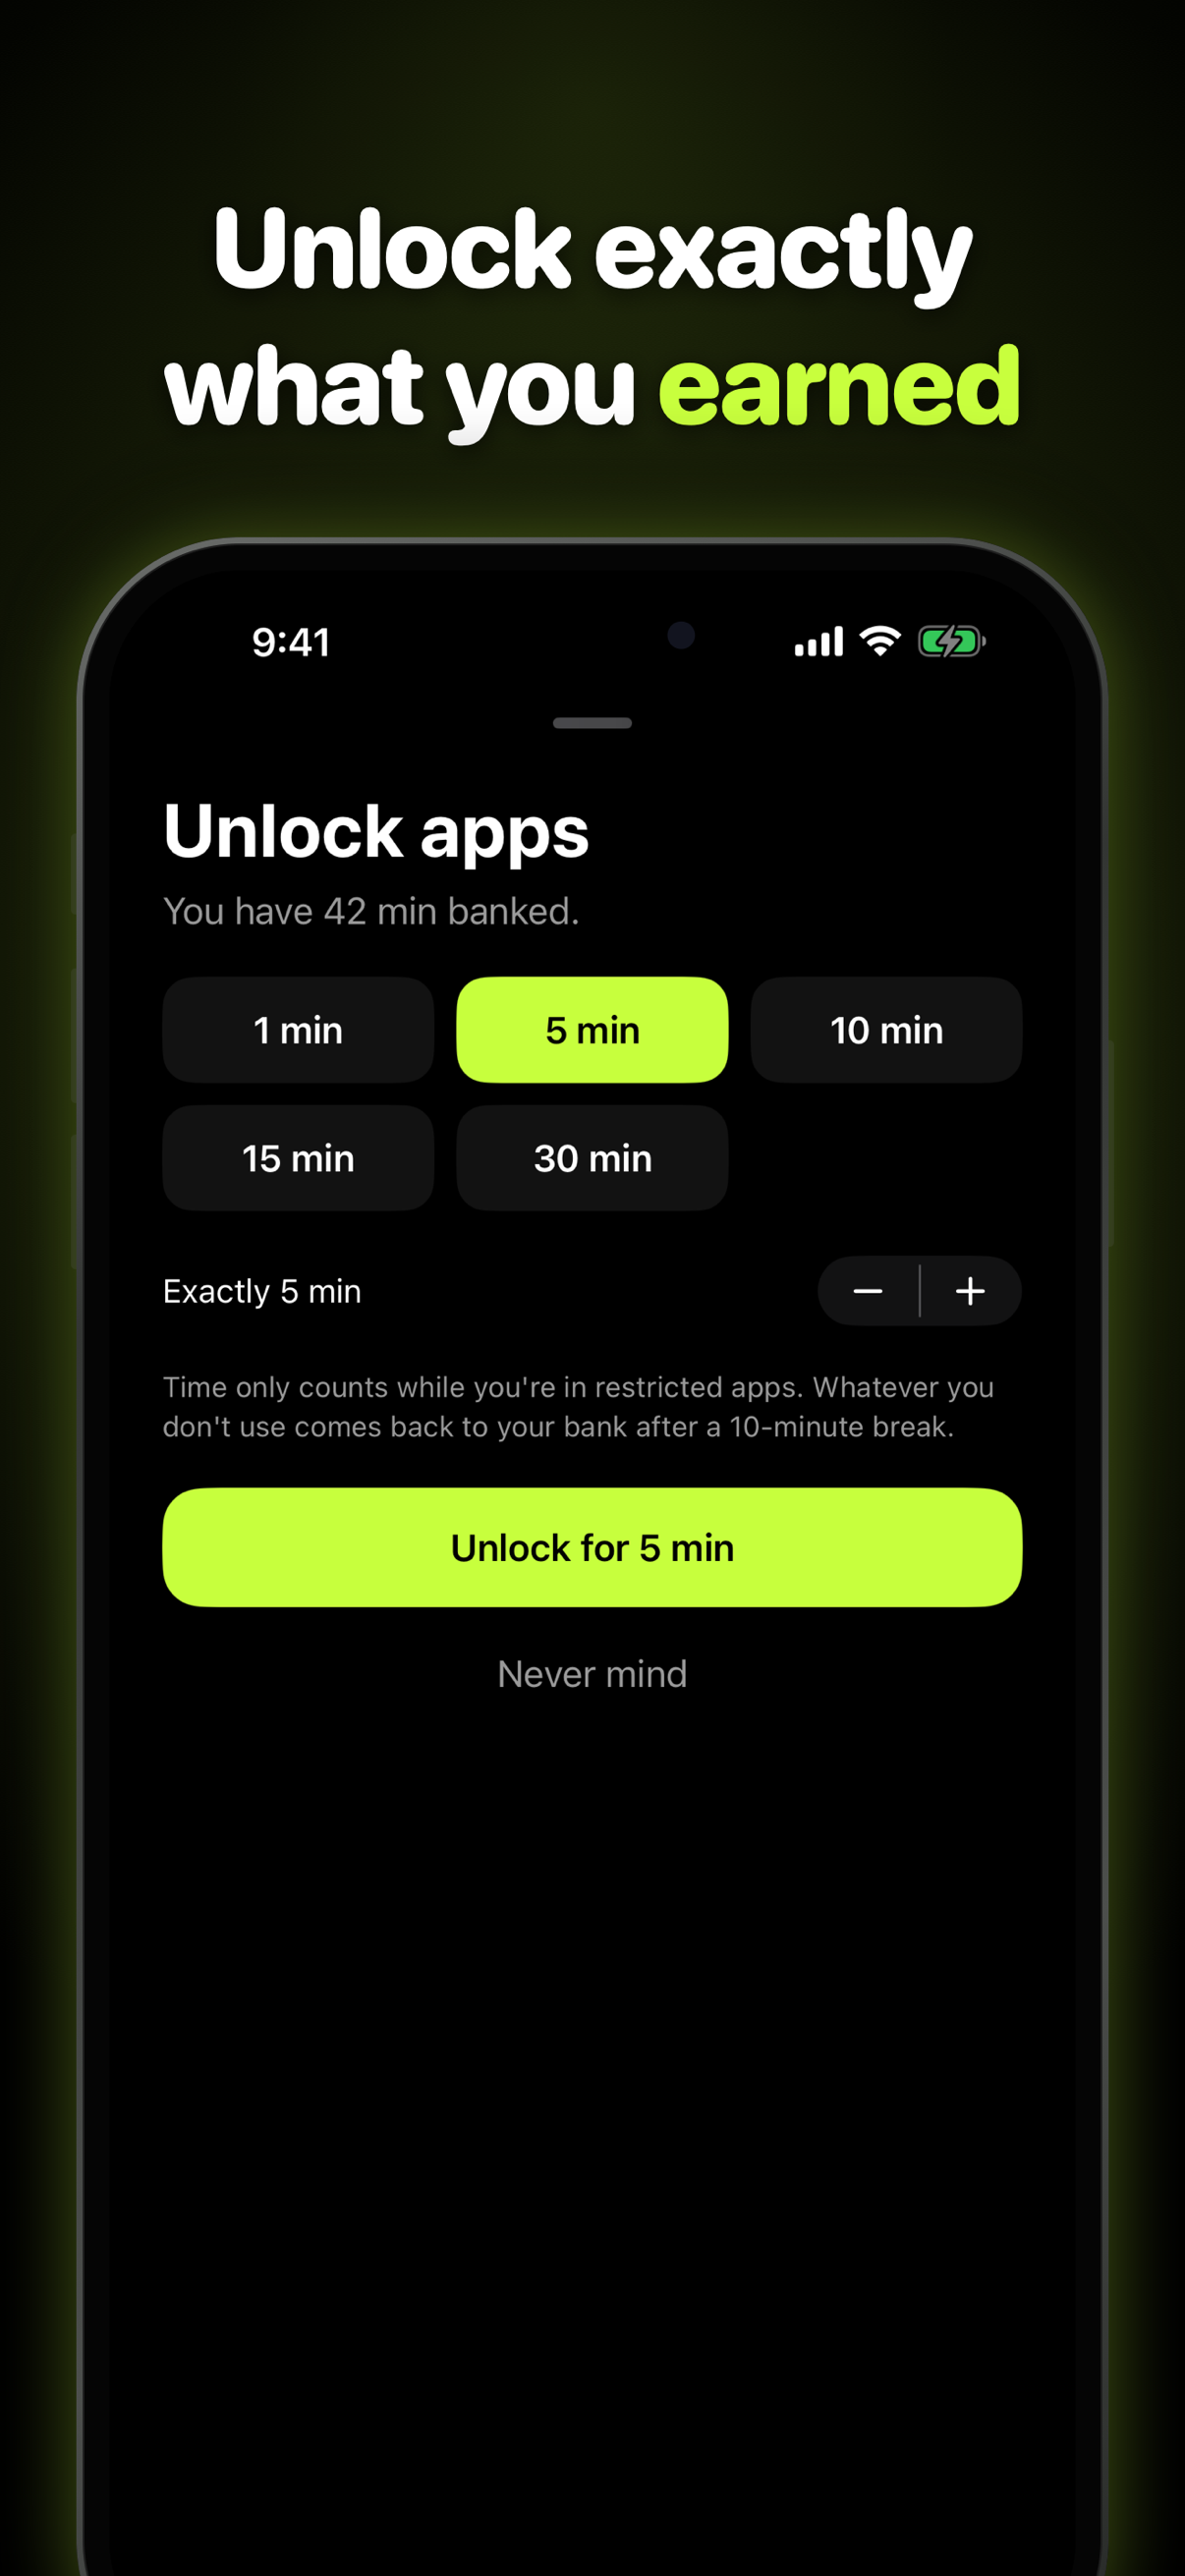 Unlock exactly
what you earned
9:41
Unlock apps
You have 42 min banked.
1 min
5 min
10 min
15 min
30 min
Exactly 5 min
Time only counts while you're in restricted apps. Whatever you
don't use comes back to your bank after a 10-minute break.
Unlock for 5 min
Never mind